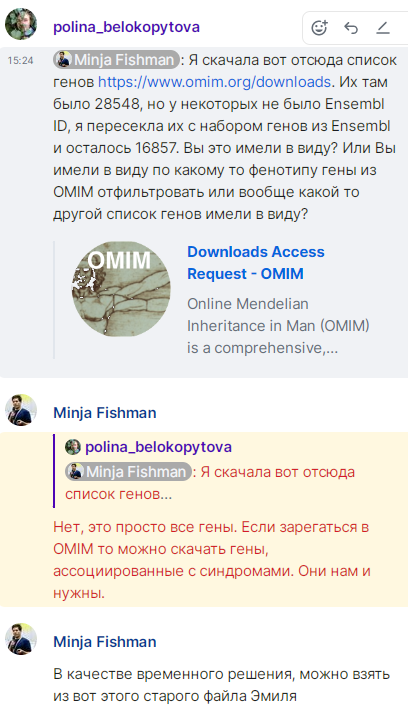 polina_belokopytova
15:24
Minja Fishman: Я скачала вот отсюда список
генов https://www.omim.org/downloads. Их там
было 28548, но у некоторых не было Ensembl
ID, я пересекла их с набором генов из Ensembl
и осталось 16857. Вы это имели в виду? Или Вы
имели в виду по какому то фенотипу гены из
OMIM отфильтровать или вообще какой то
другой список генов имели в виду?
OMIM
Downloads Access
Request - OMIM
Online Mendelian
Inheritance in Man (OMIM)
is a comprehensive,...
Minja Fishman
polina_belokopytova
Minja Fishman: Я скачала вот отсюда
список генов...
Нет, это просто все гены. Если зарегаться в
OMIM то можно скачать гены,
ассоциированные с синдромами. Они нам и
нужны.
Minja Fishman
В качестве временного решения, можно взять
из вот этого старого файла Эмиля